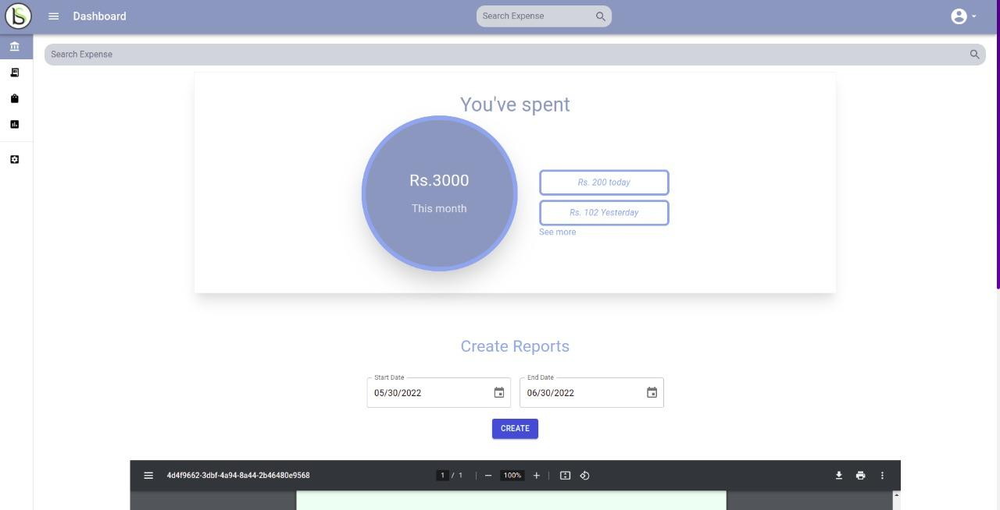 Dashboard
Search Expense
Search Expense
You've spent
Rs.3000
This month
Rs. 200 today
Rs. 102 Yesterday
See more
Create Reports
Start Date
End Date
05/30/2022
06/30/2022
CREATE
4d4f9662-3dbf-4a94-8a44-2b46480e9568
1 / 1
100%